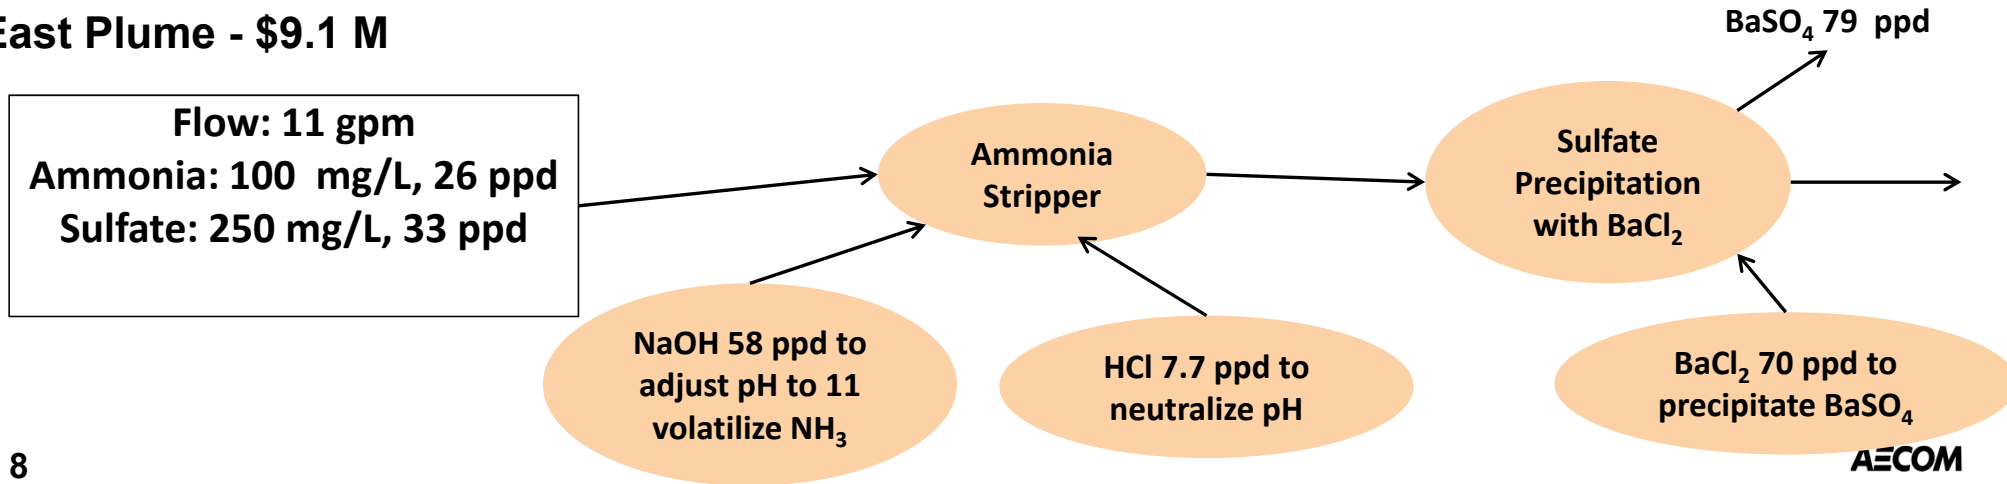 East Plume - $9.1 M
BaSO₄ 79 ppd
Flow: 11 gpm
Ammonia: 100 mg/L, 26 ppd
Sulfate: 250 mg/L, 33 ppd
Ammonia
Stripper
Sulfate
Precipitation
with BaCl₂
NaOH 58 ppd to
adjust pH to 11
volatilize NH₃
HCl 7.7 ppd to
neutralize pH
BaCl₂ 70 ppd to
precipitate BaSO₄
8
AECOM